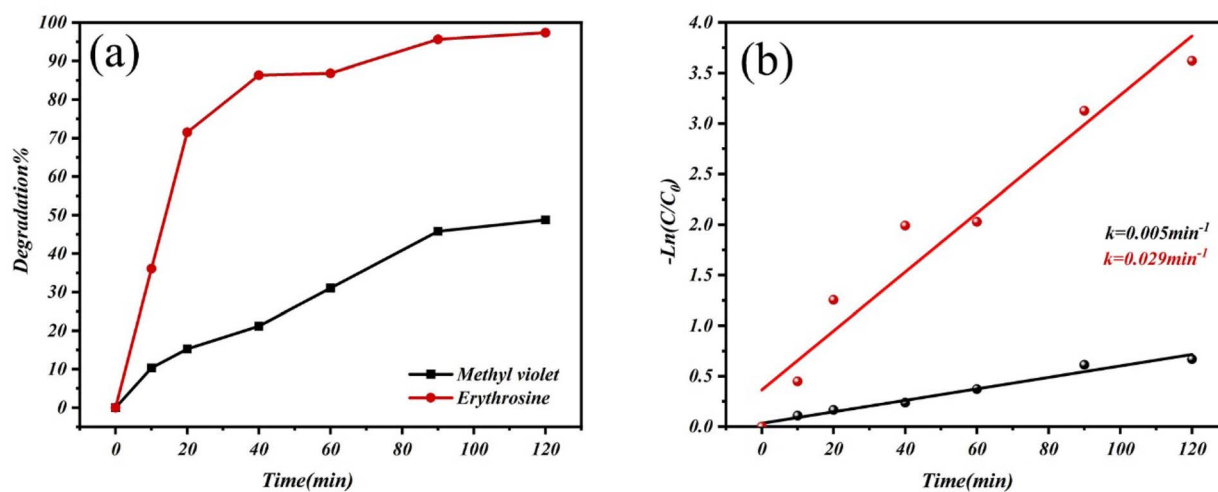 (a)
Degradation%
100
90
80
70
60
50
40
30
20
10
0
Methyl violet
Erythrosine
0 20 40 60 80 100 120
Time(min)
(b)
-Ln(C/C₀)
4.0
3.5
3.0
2.5
2.0
1.5
1.0
0.5
0.0
k=0.005min⁻¹
k=0.029min⁻¹
0 20 40 60 80 100 120
Time(min)